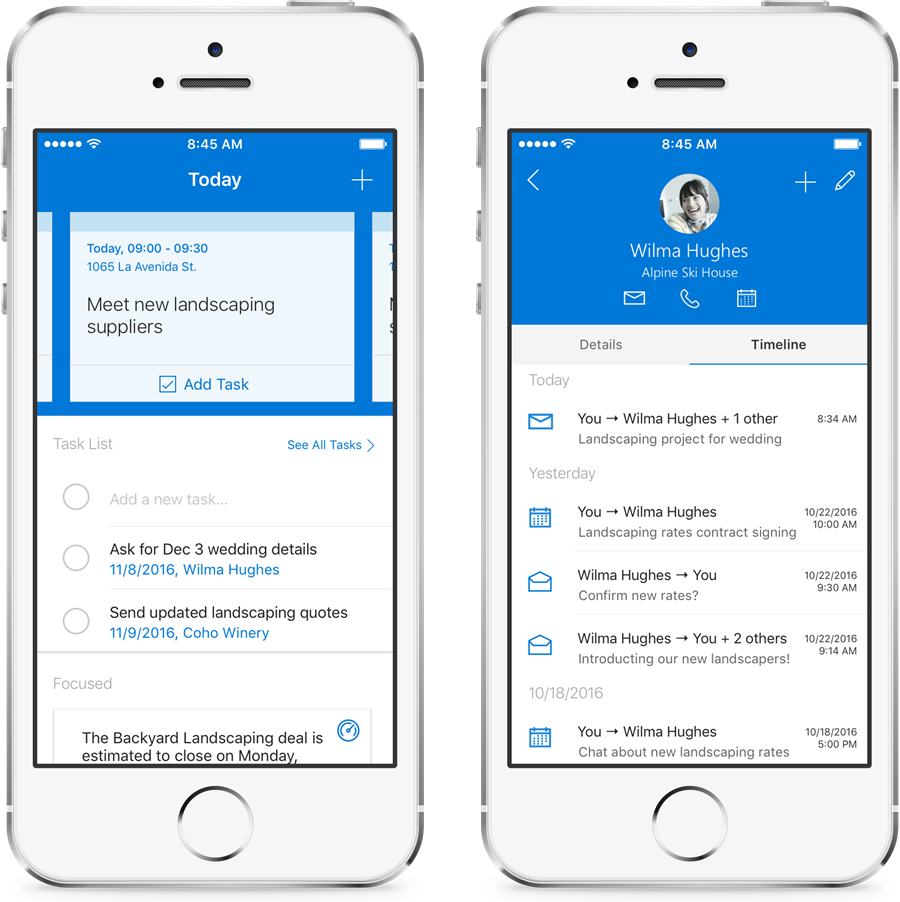 8:45 AM
Today
Today, 09:00 - 09:30
1065 La Avenida St.
Meet new landscaping
suppliers
Add Task
Task List
See All Tasks
Add a new task...
Ask for Dec 3 wedding details
11/8/2016, Wilma Hughes
Send updated landscaping quotes
11/9/2016, Coho Winery
Focused
The Backyard Landscaping deal is
estimated to close on Monday,
8:45 AM
Wilma Hughes
Alpine Ski House
Details
Timeline
Today
You → Wilma Hughes + 1 other
8:34 AM
Landscaping project for wedding
Yesterday
You → Wilma Hughes
10/22/2016
10:00 AM
Landscaping rates contract signing
Wilma Hughes → You
10/22/2016
9:30 AM
Confirm new rates?
Wilma Hughes → You + 2 others
10/22/2016
9:14 AM
Introducting our new landscapers!
10/18/2016
You → Wilma Hughes
10/18/2016
5:00 PM
Chat about new landscaping rates